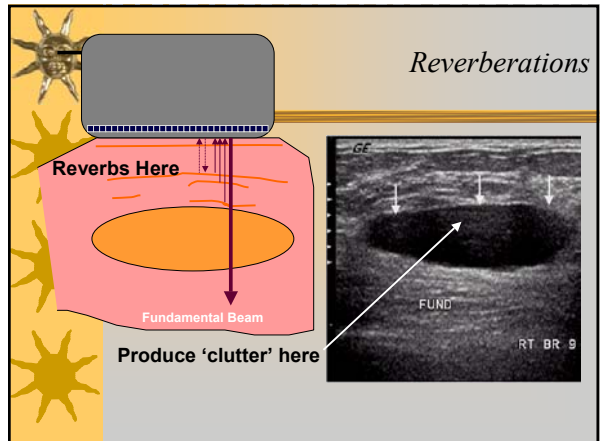 Reverberations
Reverbs Here
Fundamental Beam
Produce ‘clutter’ here
GE
FUND
RT BR 9